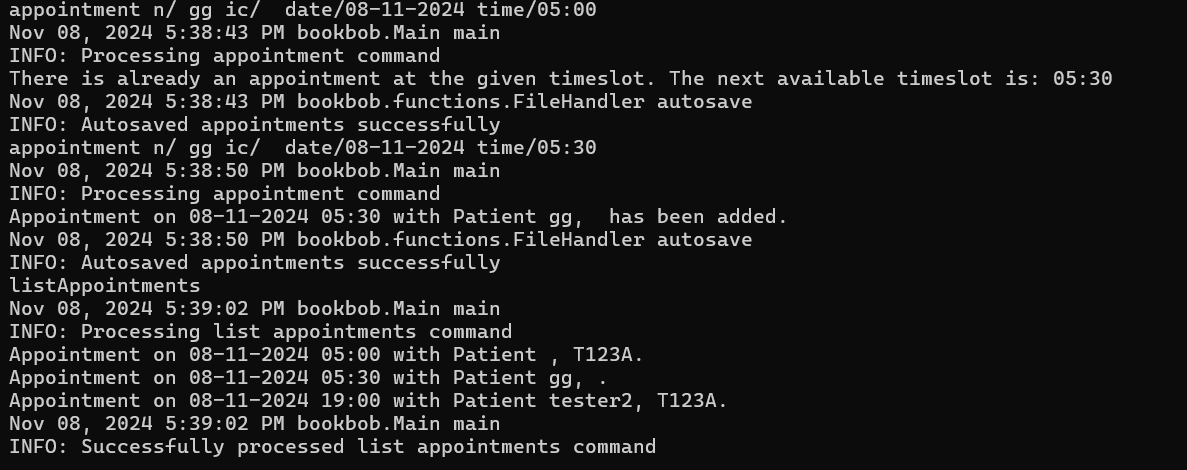 appointment n/ gg ic/  date/08-11-2024 time/05:00
Nov 08, 2024 5:38:43 PM bookbob.Main main
INFO: Processing appointment command
There is already an appointment at the given timeslot. The next available timeslot is: 05:30
Nov 08, 2024 5:38:43 PM bookbob.functions.FileHandler autosave
INFO: Autosaved appointments successfully
appointment n/ gg ic/  date/08-11-2024 time/05:30
Nov 08, 2024 5:38:50 PM bookbob.Main main
INFO: Processing appointment command
Appointment on 08-11-2024 05:30 with Patient gg,  has been added.
Nov 08, 2024 5:38:50 PM bookbob.functions.FileHandler autosave
INFO: Autosaved appointments successfully
listAppointments
Nov 08, 2024 5:39:02 PM bookbob.Main main
INFO: Processing list appointments command
Appointment on 08-11-2024 05:00 with Patient , T123A.
Appointment on 08-11-2024 05:30 with Patient gg, .
Appointment on 08-11-2024 19:00 with Patient tester2, T123A.
Nov 08, 2024 5:39:02 PM bookbob.Main main
INFO: Successfully processed list appointments command